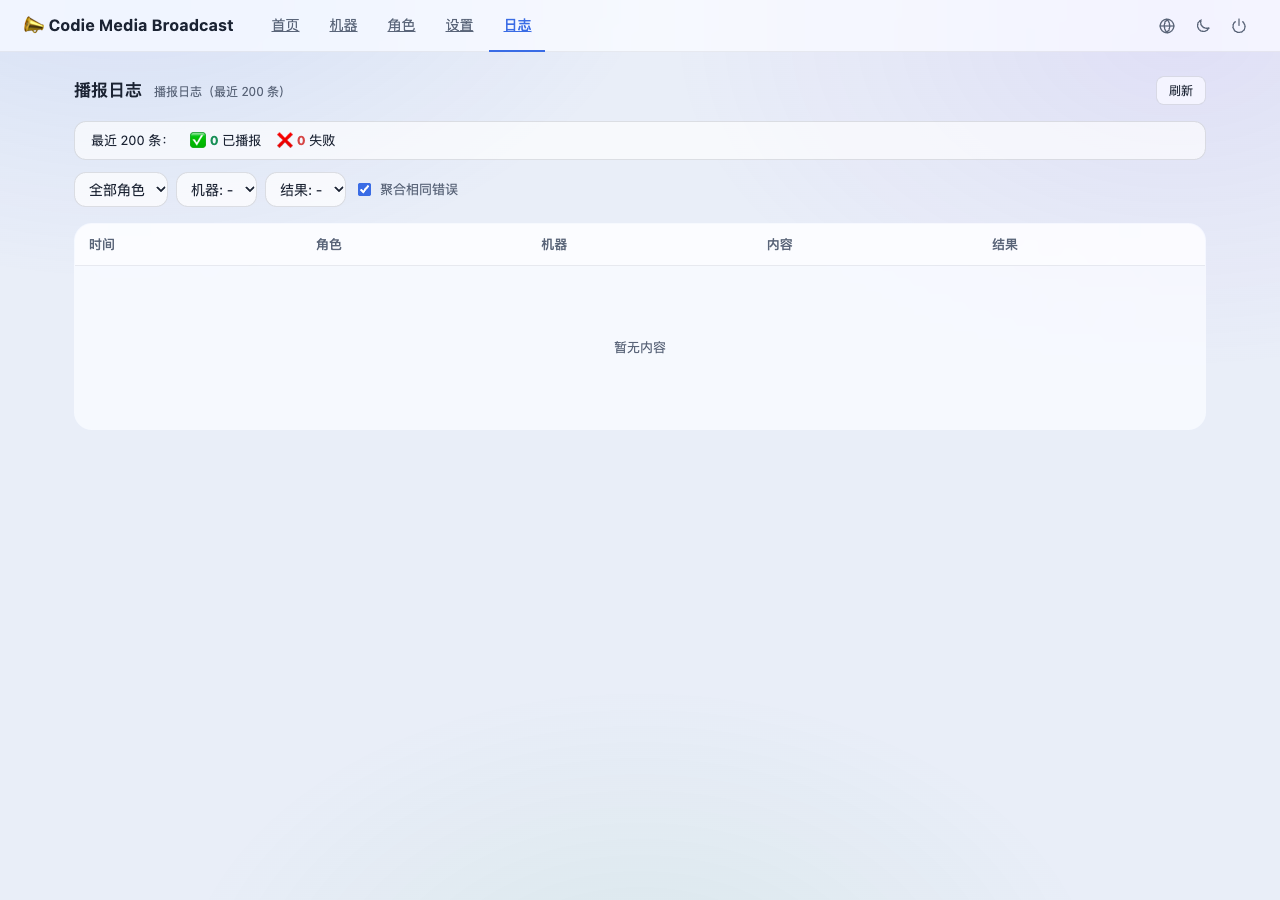 Codie Media Broadcast 首页 机器 角色 设置 日志
播报日志 播报日志（最近 200 条） 刷新
最近 200 条： ✅ 0 已播报 ❌ 0 失败
全部角色 机器: - 结果: - 聚合相同错误
时间 角色 机器 内容 结果
暂无内容